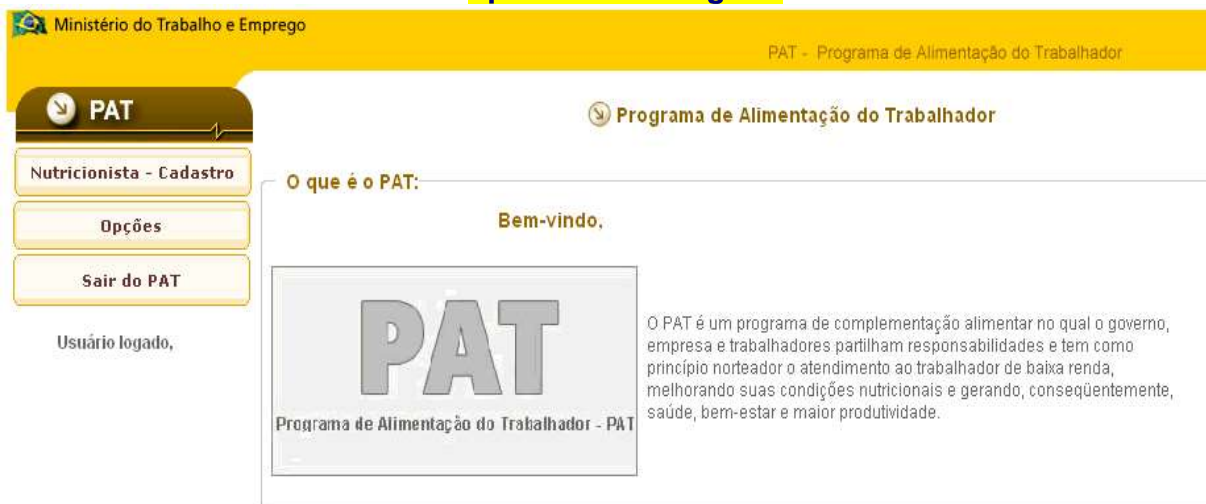 Ministério do Trabalho e Emprego
PAT - Programa de Alimentação do Trabalhador
PAT
Programa de Alimentação do Trabalhador
Nutricionista - Cadastro
Opções
Sair do PAT
Usuário logado,
O que é o PAT:
Bem-vindo,
PAT
Programa de Alimentação do Trabalhador - PAT
O PAT é um programa de complementação alimentar no qual o governo,
empresa e trabalhadores partilham responsabilidades e tem como
princípio norteador o atendimento ao trabalhador de baixa renda,
melhorando suas condições nutricionais e gerando, conseqüentemente,
saúde, bem-estar e maior produtividade.